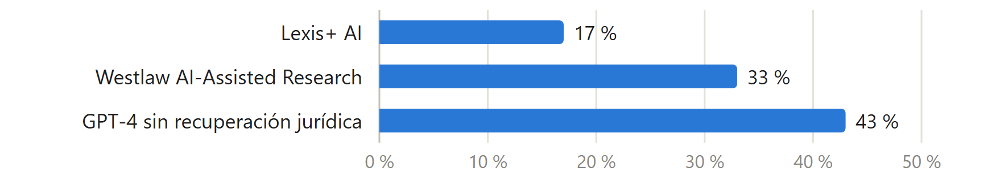 Lexis+ AI 17 %
Westlaw AI-Assisted Research 33 %
GPT-4 sin recuperación jurídica 43 %
0 % 10 % 20 % 30 % 40 % 50 %